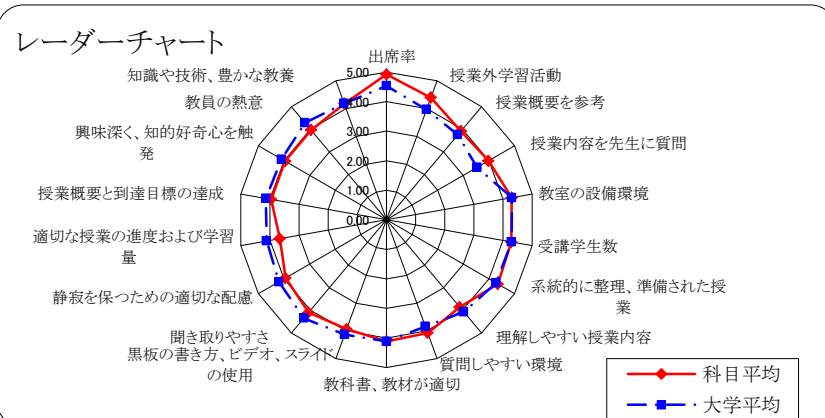 レーダーチャート
出席率
授業外学習活動
授業概要を参考
授業内容を先生に質問
教室の設備環境
受講学生数
系統的に整理、準備された授
業
理解しやすい授業内容
質問しやすい環境
教科書、教材が適切
黒板の書き方、ビデオ、スライド
の使用
聞き取りやすさ
静寂を保つための適切な配慮
適切な授業の進度および学習
量
授業概要と到達目標の達成
興味深く、知的好奇心を触
発
教員の熱意
知識や技術、豊かな教養
5.00
4.00
3.00
2.00
1.00
0.00
科目平均
大学平均